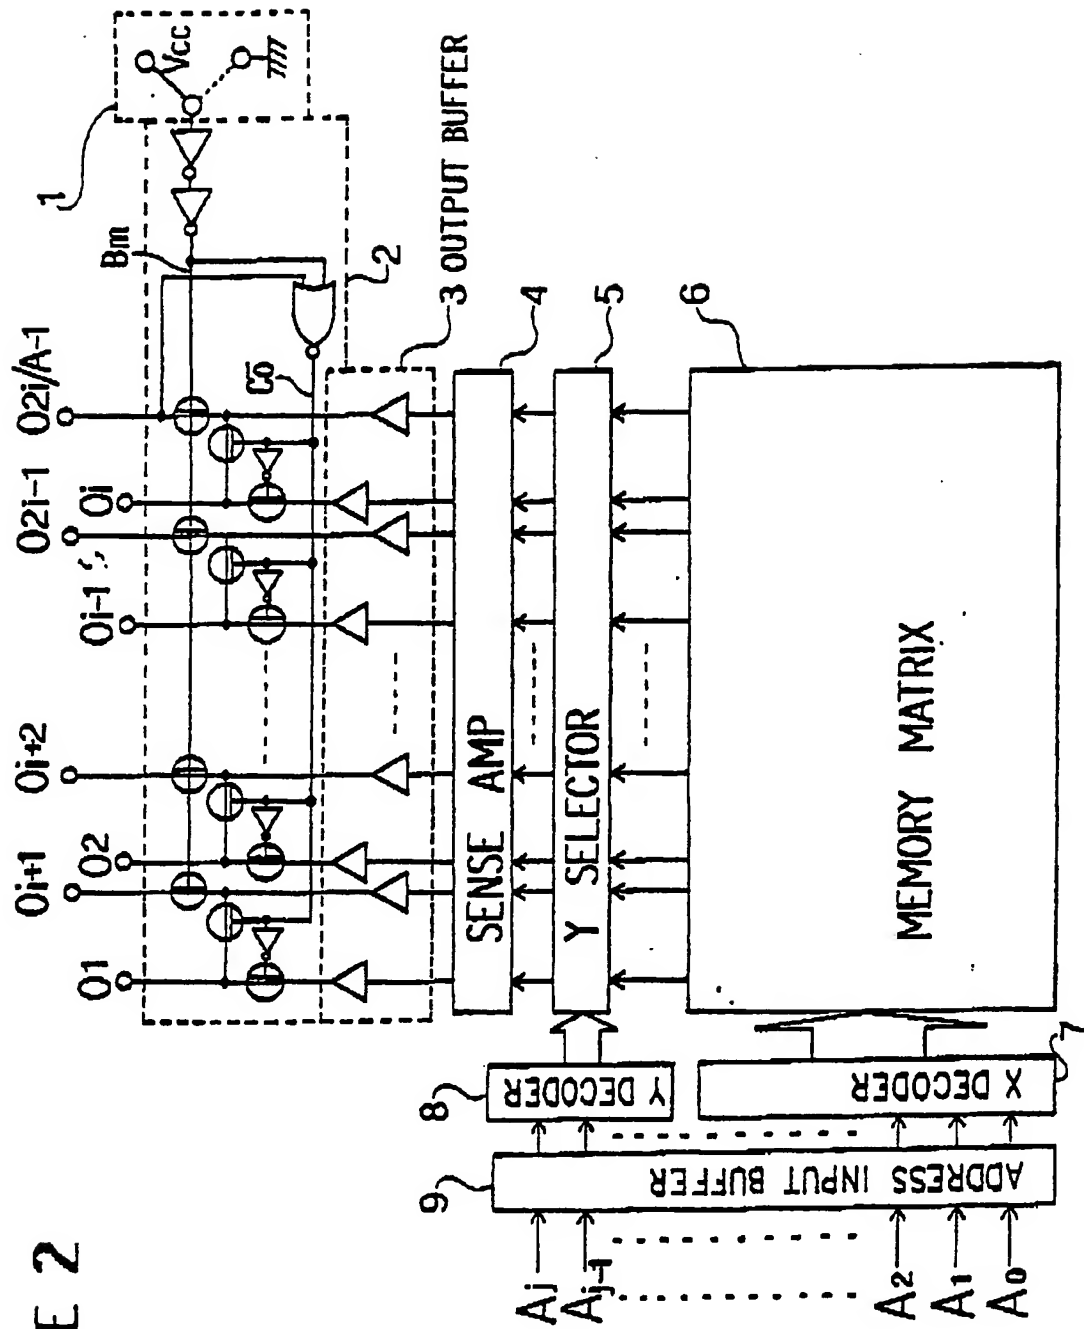 E 2
1
Vcc
Bm
2
C̅o̅
O1
Oi+1
O2
Oi+2
Oi-1
O2i-1
Oi
O2i/A-1
3 OUTPUT BUFFER
SENSE AMP
4
Y SELECTOR
5
MEMORY MATRIX
6
X DECODER
7
Y DECODER
8
ADDRESS INPUT BUFFER
9
Aj
Aj-1
A2
A1
A0